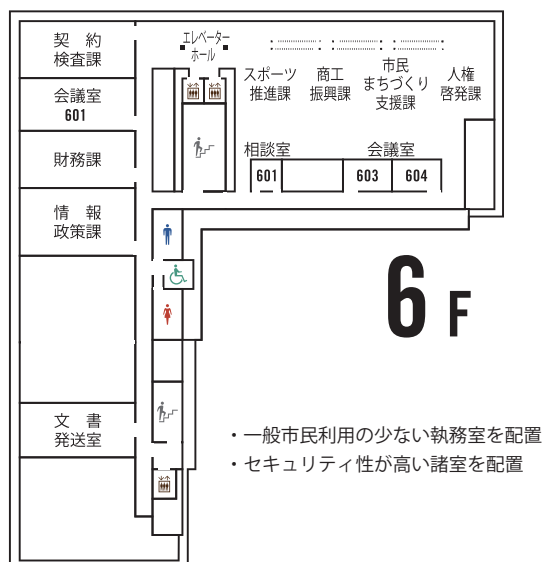 契 約
検査課
会議室
601
財務課
情 報
政策課
文 書
発送室
エレベーター
ホール
スポーツ
推進課
商工
振興課
市民
まちづくり
支援課
人権
啓発課
相談室
601
会議室
603
604
6 F
・一般市民利用の少ない執務室を配置
・セキュリティ性が高い諸室を配置